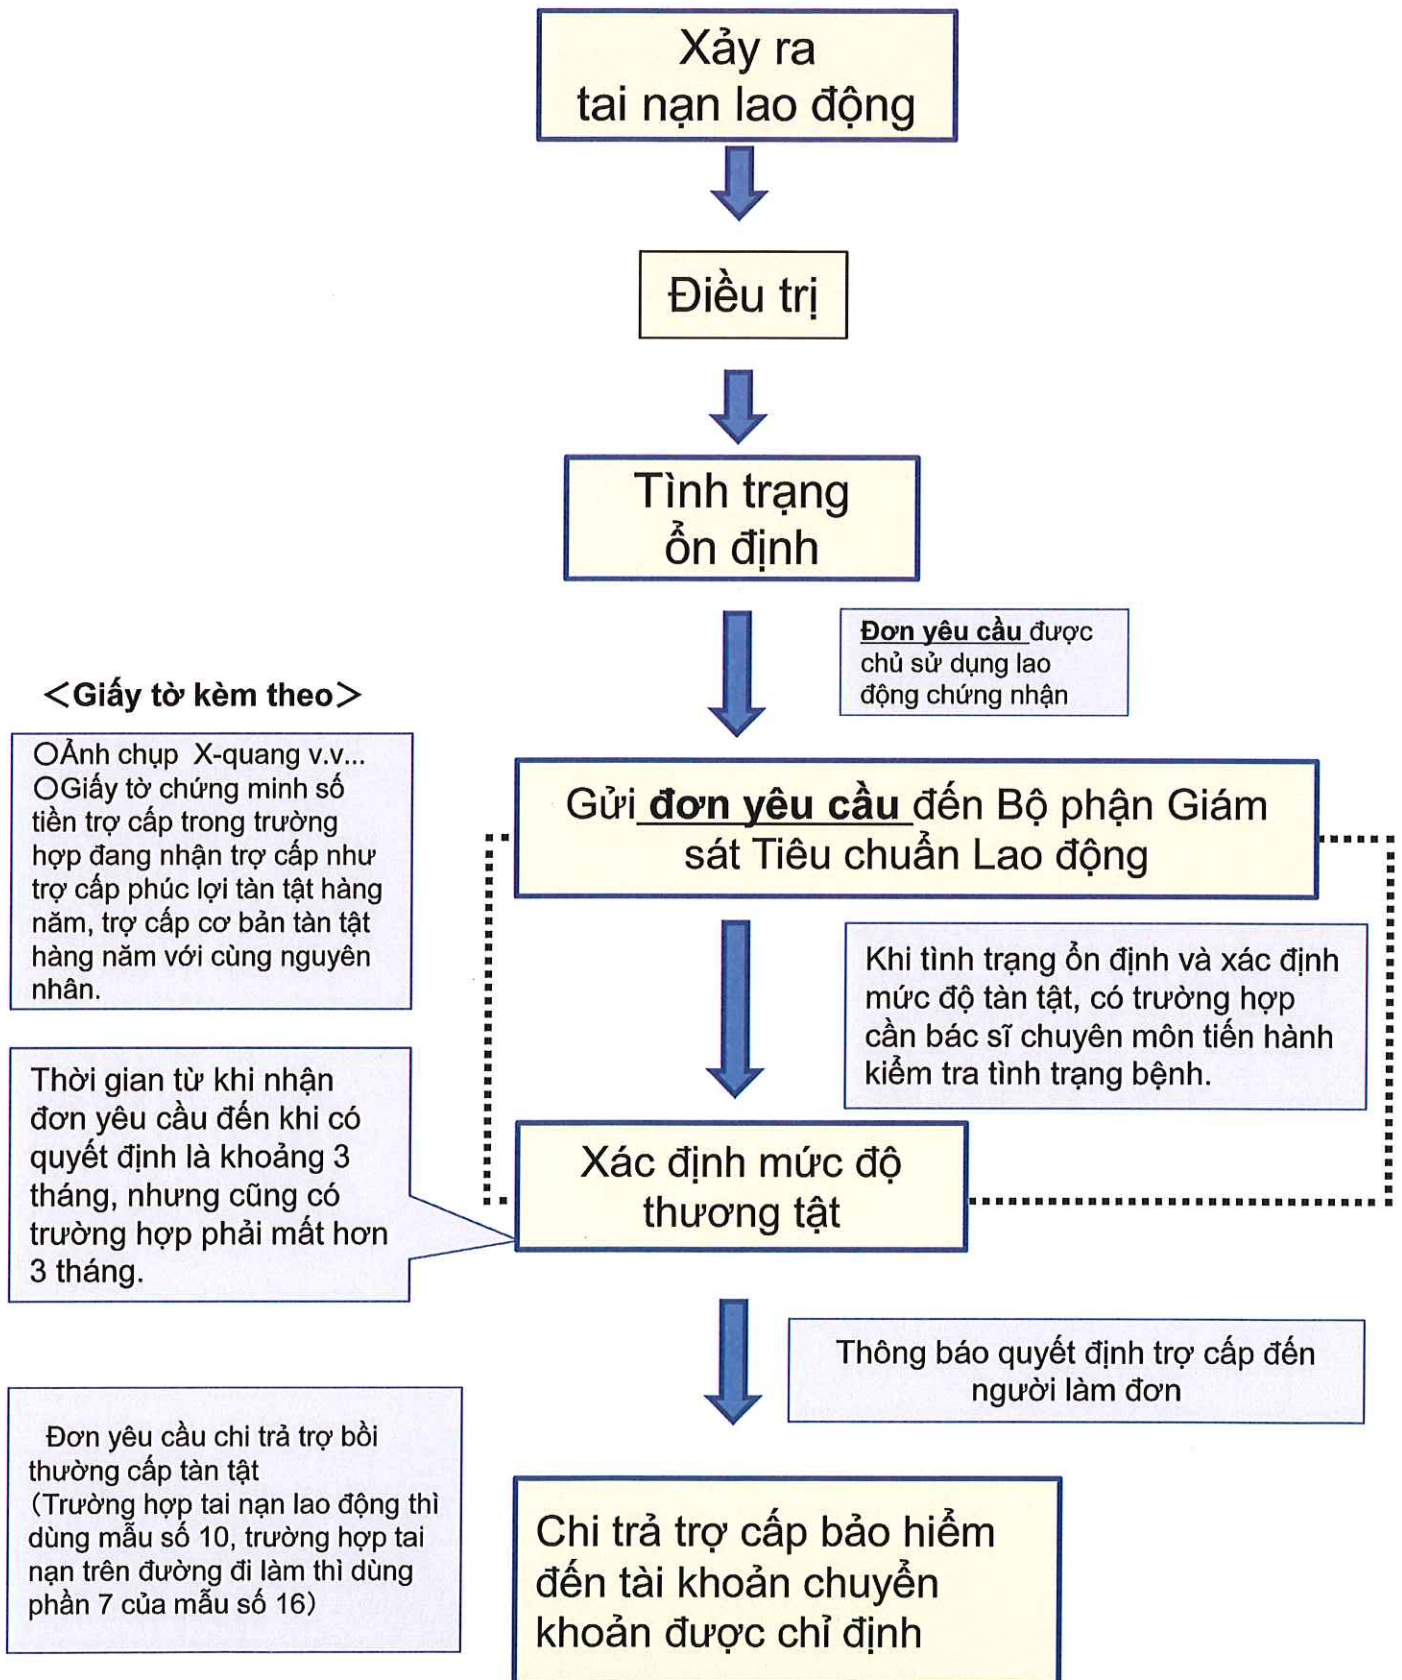 Xảy ra
tai nạn lao động
Điều trị
Tình trạng
ổn định
Đơn yêu cầu được
chủ sử dụng lao
động chứng nhận
<Giấy tờ kèm theo>
○Ảnh chụp X-quang v.v...
○Giấy tờ chứng minh số
tiền trợ cấp trong trường
hợp đang nhận trợ cấp như
trợ cấp phúc lợi tàn tật hàng
năm, trợ cấp cơ bản tàn tật
hàng năm với cùng nguyên
nhân.
Gửi đơn yêu cầu đến Bộ phận Giám
sát Tiêu chuẩn Lao động
Khi tình trạng ổn định và xác định
mức độ tàn tật, có trường hợp
cần bác sĩ chuyên môn tiến hành
kiểm tra tình trạng bệnh.
Thời gian từ khi nhận
đơn yêu cầu đến khi có
quyết định là khoảng 3
tháng, nhưng cũng có
trường hợp phải mất hơn
3 tháng.
Xác định mức độ
thương tật
Thông báo quyết định trợ cấp đến
người làm đơn
Đơn yêu cầu chi trả trợ bồi
thường cấp tàn tật
(Trường hợp tai nạn lao động thì
dùng mẫu số 10, trường hợp tai
nạn trên đường đi làm thì dùng
phần 7 của mẫu số 16)
Chi trả trợ cấp bảo hiểm
đến tài khoản chuyển
khoản được chỉ định